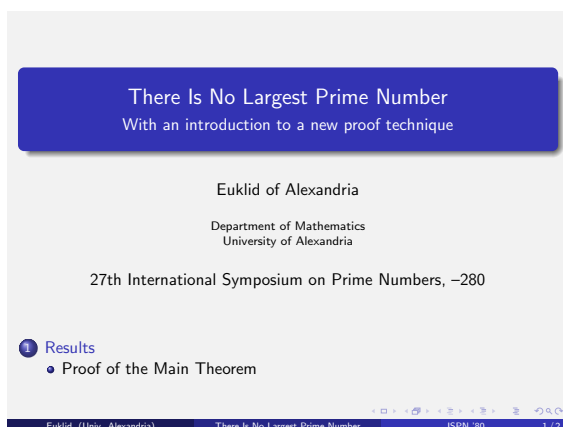 There Is No Largest Prime Number
With an introduction to a new proof technique
Euklid of Alexandria
Department of Mathematics
University of Alexandria
27th International Symposium on Prime Numbers, –280
1 Results
Proof of the Main Theorem
Euklid (Univ. Alexandria) There Is No Largest Prime Number ISPN '80 1 / 2